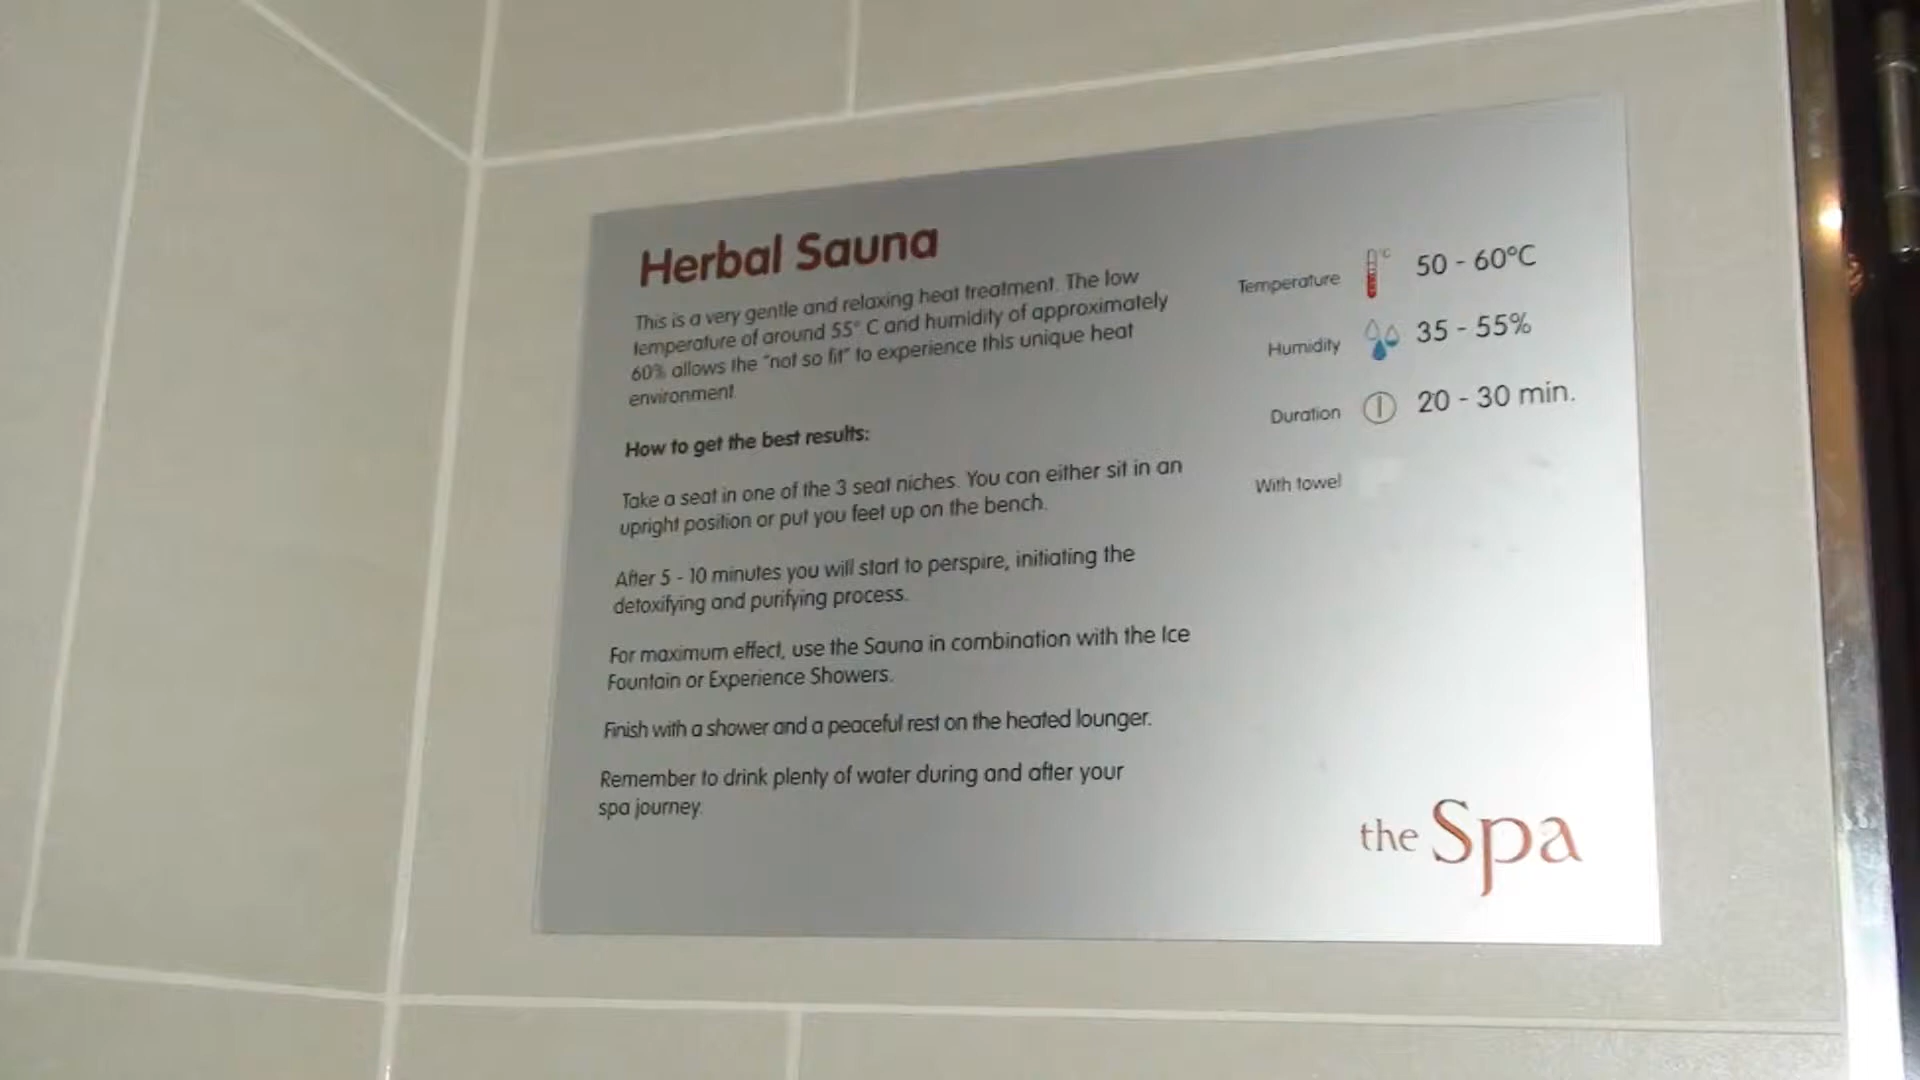 Herbal Sauna
This is a very gentle and relaxing heat treatment. The low
temperature of around 55° C and humidity of approximately
60% allows the "not so fit" to experience this unique heat
environment.
How to get the best results:
Take a seat in one of the 3 seat niches. You can either sit in an
upright position or put you feet up on the bench.
After 5 - 10 minutes you will start to perspire, initiating the
detoxifying and purifying process.
For maximum effect, use the Sauna in combination with the Ice
Fountain or Experience Showers.
Finish with a shower and a peaceful rest on the heated lounger.
Remember to drink plenty of water during and after your
spa journey.
Temperature °C 50 - 60°C
Humidity 35 - 55%
Duration 20 - 30 min.
With towel
the Spa